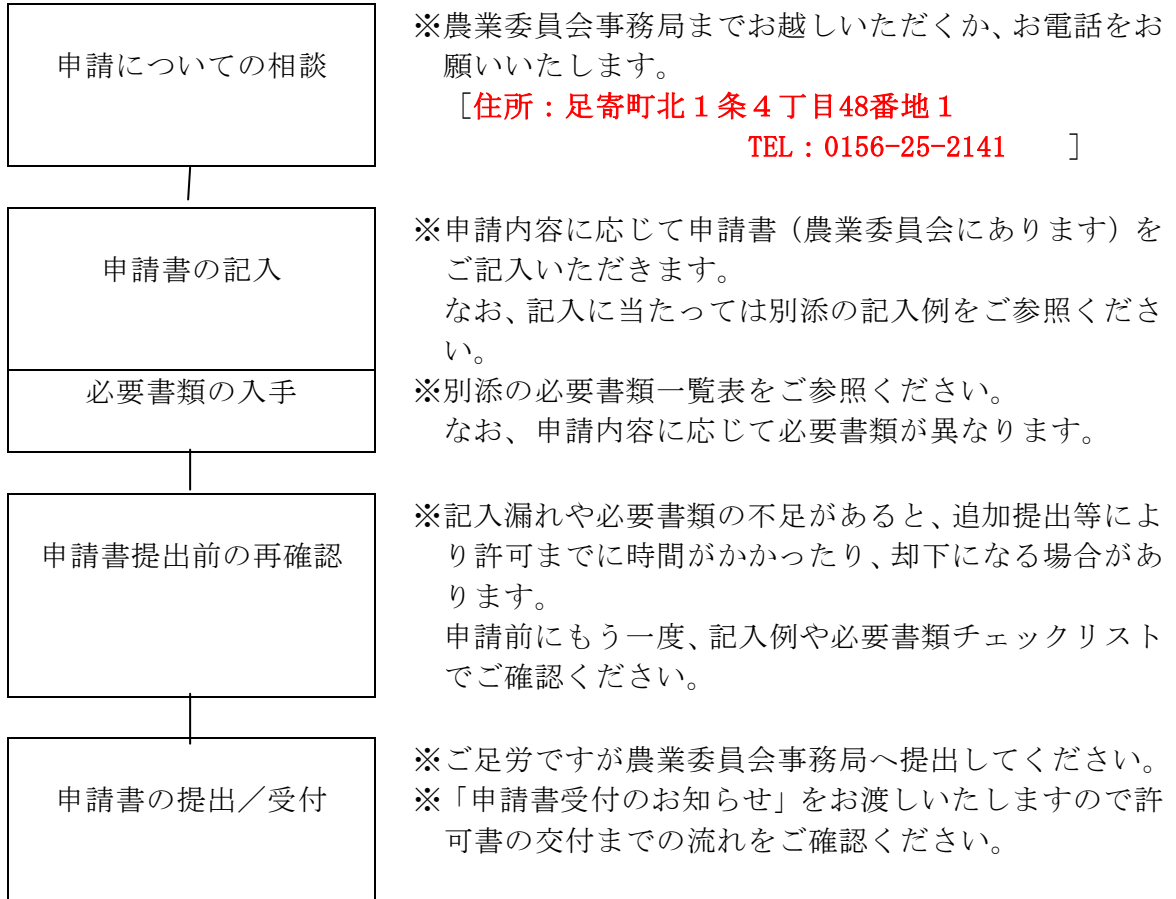 申請についての相談
※農業委員会事務局までお越しいただくか、お電話をお
願いいたします。
［住所：足寄町北１条４丁目48番地１
TEL：0156-25-2141　　］
申請書の記入
※申請内容に応じて申請書（農業委員会にあります）を
ご記入いただきます。
なお、記入に当たっては別添の記入例をご参照くださ
い。
必要書類の入手
※別添の必要書類一覧表をご参照ください。
なお、申請内容に応じて必要書類が異なります。
申請書提出前の再確認
※記入漏れや必要書類の不足があると、追加提出等によ
り許可までに時間がかかったり、却下になる場合があ
ります。
申請前にもう一度、記入例や必要書類チェックリスト
でご確認ください。
申請書の提出／受付
※ご足労ですが農業委員会事務局へ提出してください。
※「申請書受付のお知らせ」をお渡しいたしますので許
可書の交付までの流れをご確認ください。